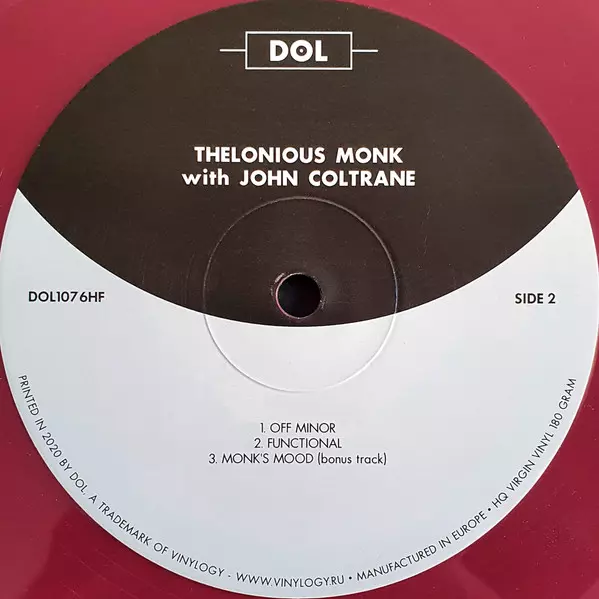 DOL
THELONIOUS MONK
with JOHN COLTRANE
DOL1076HF
SIDE 2
1. OFF MINOR
2. FUNCTIONAL
3. MONK'S MOOD (bonus track)
PRINTED IN 2020 BY DOL, A TRADEMARK OF VINYLOGY - WWW.VINYLOGY.RU • MANUFACTURED IN EUROPE • HQ VIRGIN VINYL 180 GRAM